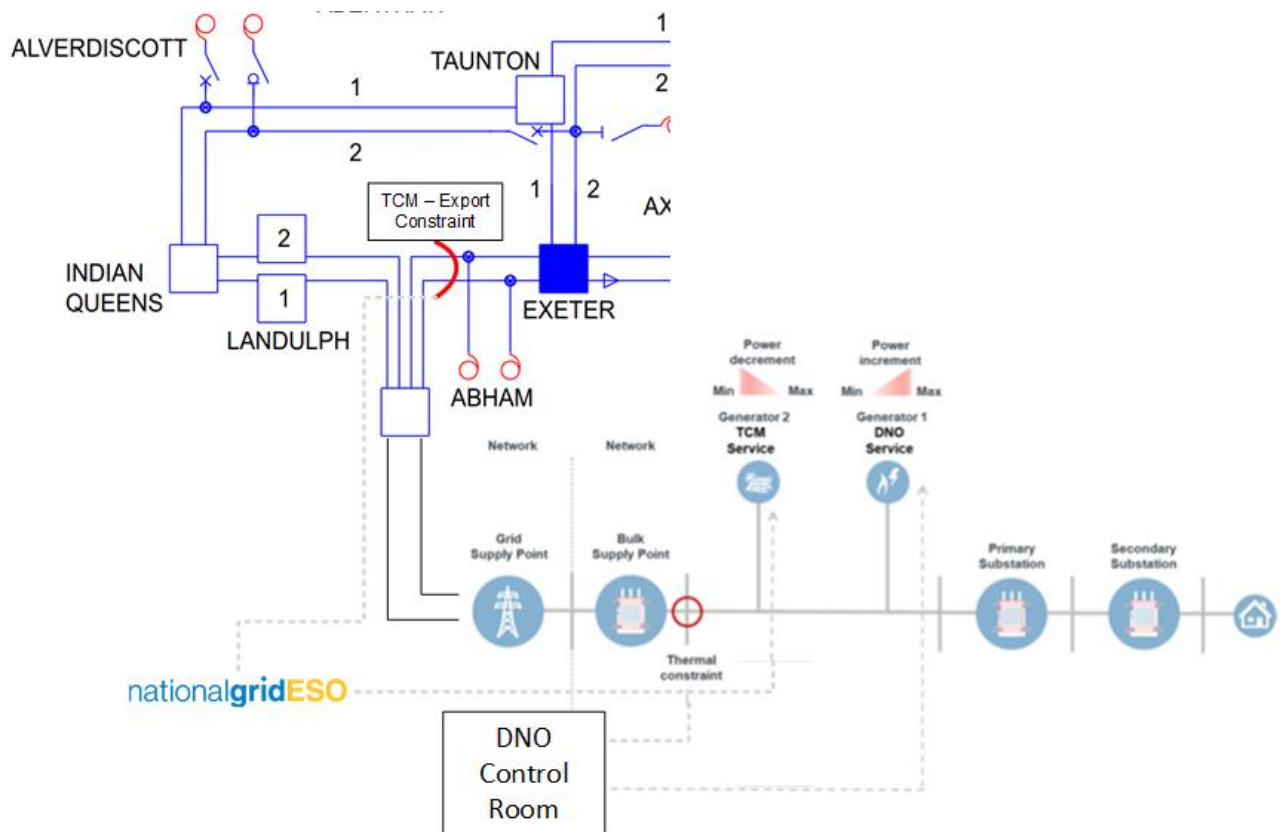 ALVERDISCOTT
TAUNTON
1
2
1
2
1
2
AX
TCM – Export
Constraint
INDIAN
QUEENS
2
1
LANDULPH
EXETER
ABHAM
Power
decrement
Min
Max
Power
increment
Min
Max
Generator 2
TCM
Service
Generator 1
DNO
Service
Network
Network
Grid
Supply Point
Bulk
Supply Point
Primary
Substation
Secondary
Substation
Thermal
constraint
nationalgridESO
DNO
Control
Room